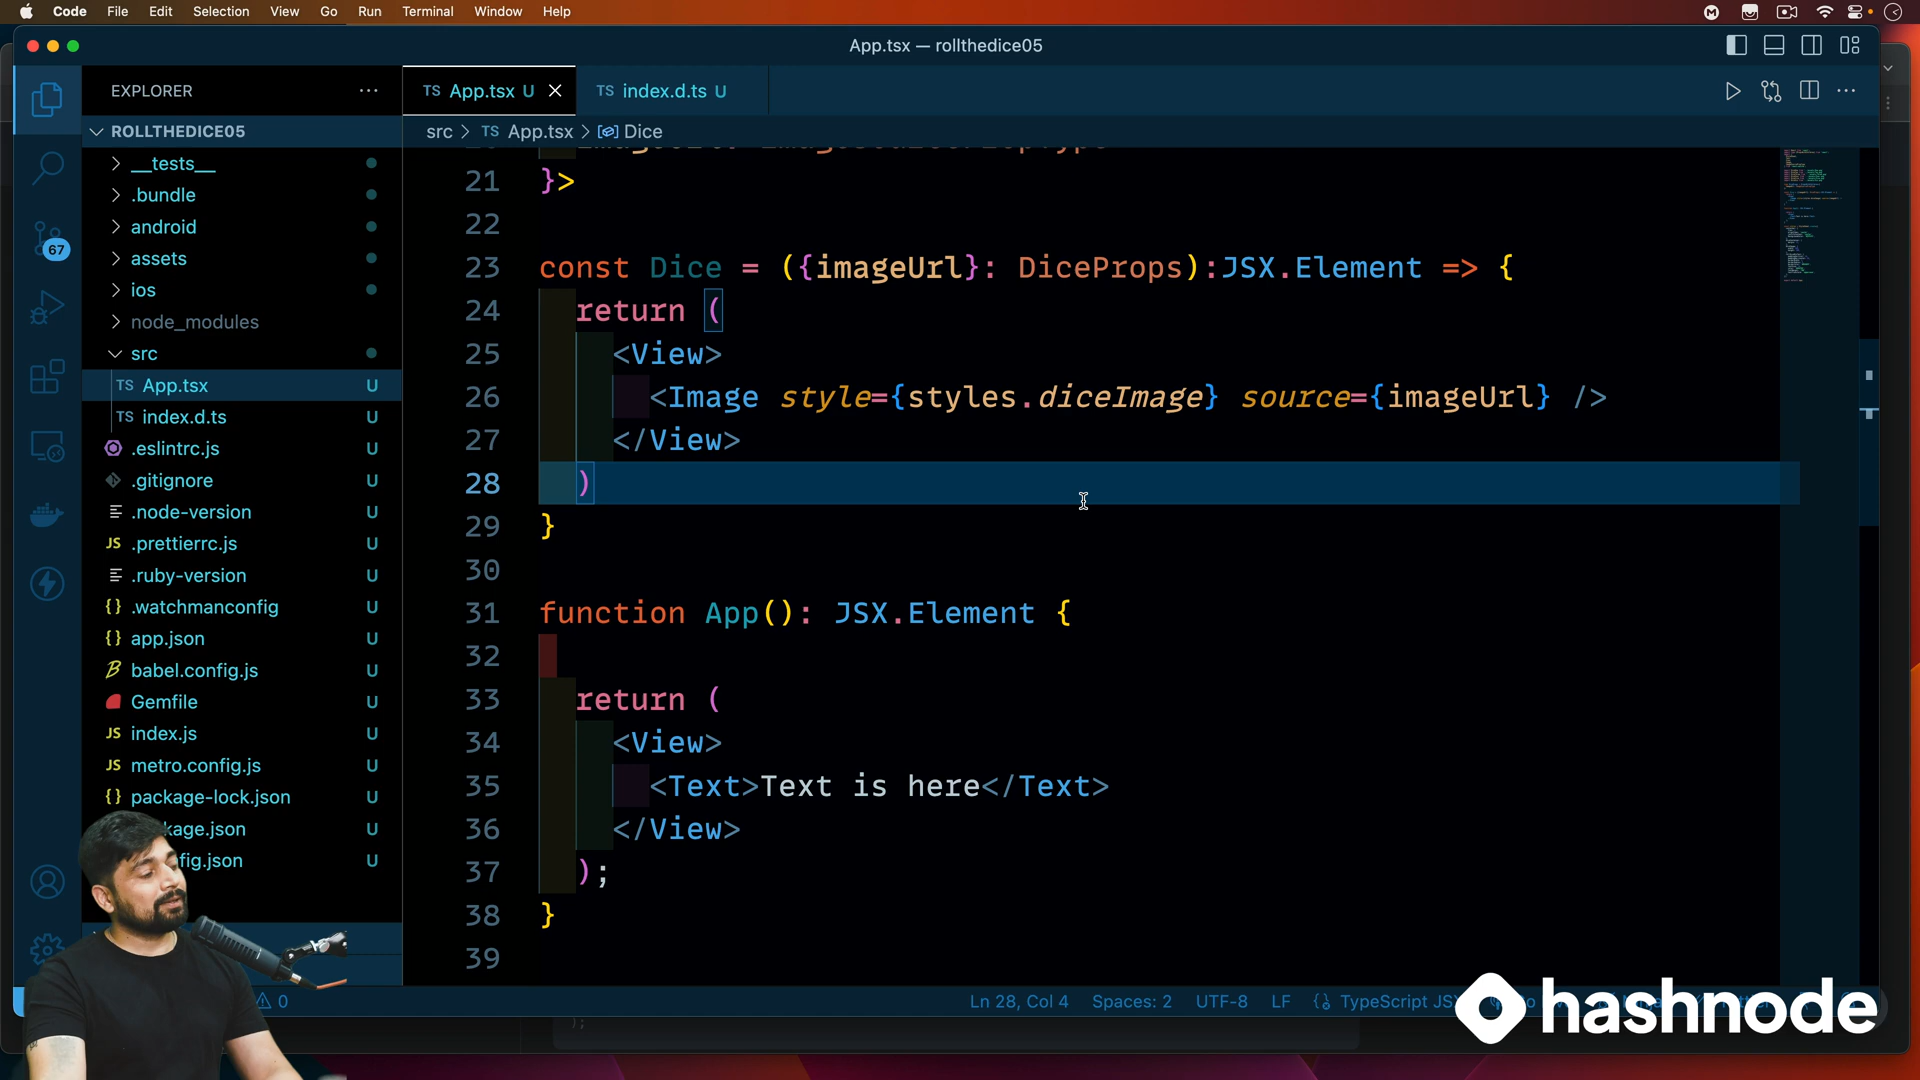 Code File Edit Selection View Go Run Terminal Window Help
App.tsx — rollthedice05
EXPLORER
TS App.tsx U
TS index.d.ts U
ROLLTHEDICE05
src > TS App.tsx > Dice
__tests__
.bundle
android
assets
ios
node_modules
src
TS App.tsx U
TS index.d.ts U
.eslintrc.js U
.gitignore U
.node-version U
JS .prettierrc.js U
.ruby-version U
{} .watchmanconfig U
{} app.json U
babel.config.js U
Gemfile U
JS index.js U
JS metro.config.js U
{} package-lock.json U
kage.json U
fig.json U
67
21 }>
22
23 const Dice = ({imageUrl}: DiceProps):JSX.Element => {
24 return (
25 <View>
26 <Image style={styles.diceImage} source={imageUrl} />
27 </View>
28 )
29 }
30
31 function App(): JSX.Element {
32
33 return (
34 <View>
35 <Text>Text is here</Text>
36 </View>
37 );
38 }
39
0
Ln 28, Col 4 Spaces: 2 UTF-8 LF TypeScript JS
hashnode